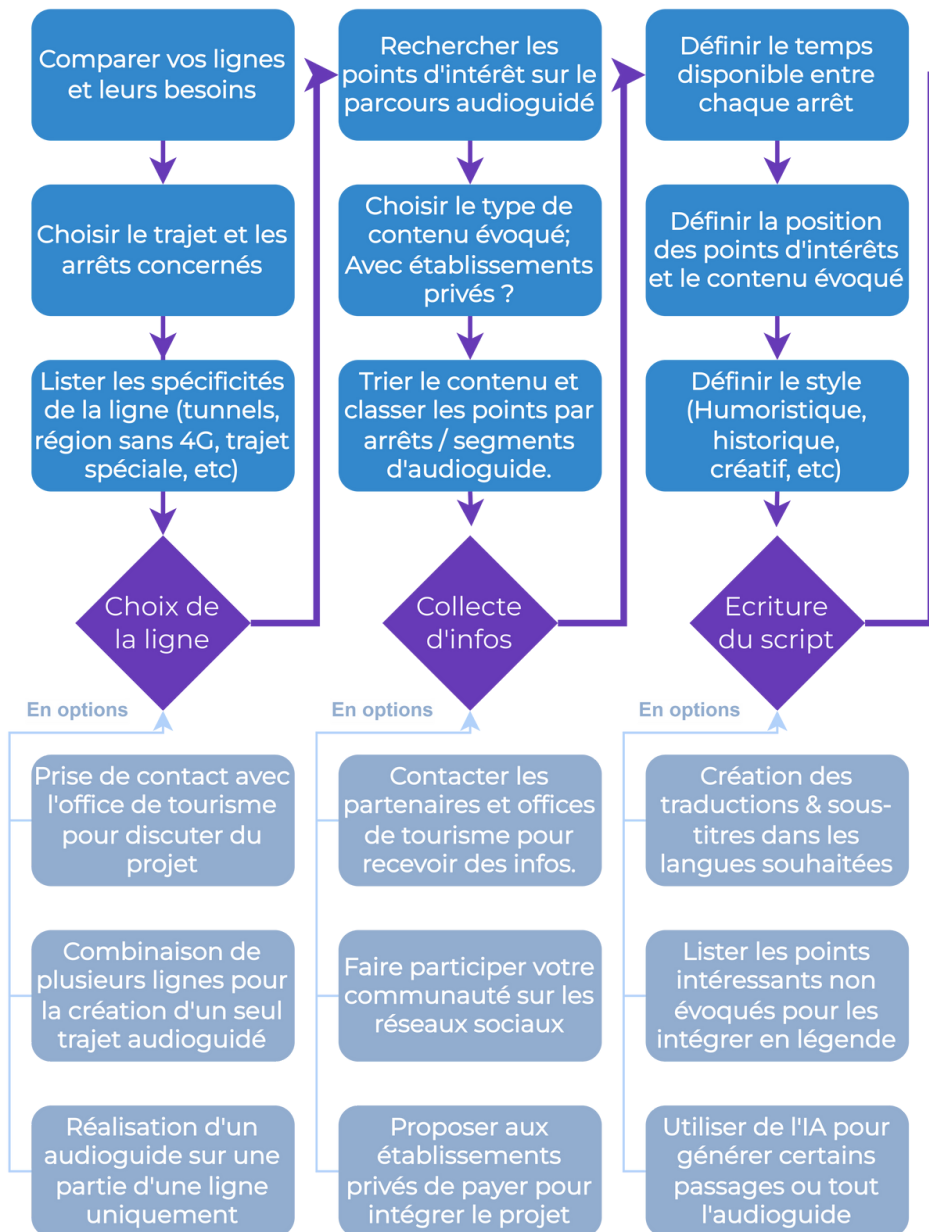 Comparer vos lignes
et leurs besoins
Choisir le trajet et les
arrêts concernés
Lister les spécificités
de la ligne (tunnels,
région sans 4G, trajet
spéciale, etc)
Choix de
la ligne
En options
Prise de contact avec
l'office de tourisme
pour discuter du
projet
Combinaison de
plusieurs lignes pour
la création d'un seul
trajet audioguidé
Réalisation d'un
audioguide sur une
partie d'une ligne
uniquement
Rechercher les
points d'intérêt sur le
parcours audioguidé
Choisir le type de
contenu évoqué;
Avec établissements
privés ?
Trier le contenu et
classer les points par
arrêts / segments
d'audioguide.
Collecte
d'infos
En options
Contacter les
partenaires et offices
de tourisme pour
recevoir des infos.
Faire participer votre
communauté sur les
réseaux sociaux
Proposer aux
établissements
privés de payer pour
intégrer le projet
Définir le temps
disponible entre
chaque arrêt
Définir la position
des points d'intérêts
et le contenu évoqué
Définir le style
(Humoristique,
historique,
créatif, etc)
Ecriture
du script
En options
Création des
traductions & sous-
titres dans les
langues souhaitées
Lister les points
intéressants non
évoqués pour les
intégrer en légende
Utiliser de l'IA pour
générer certains
passages ou tout
l'audioguide